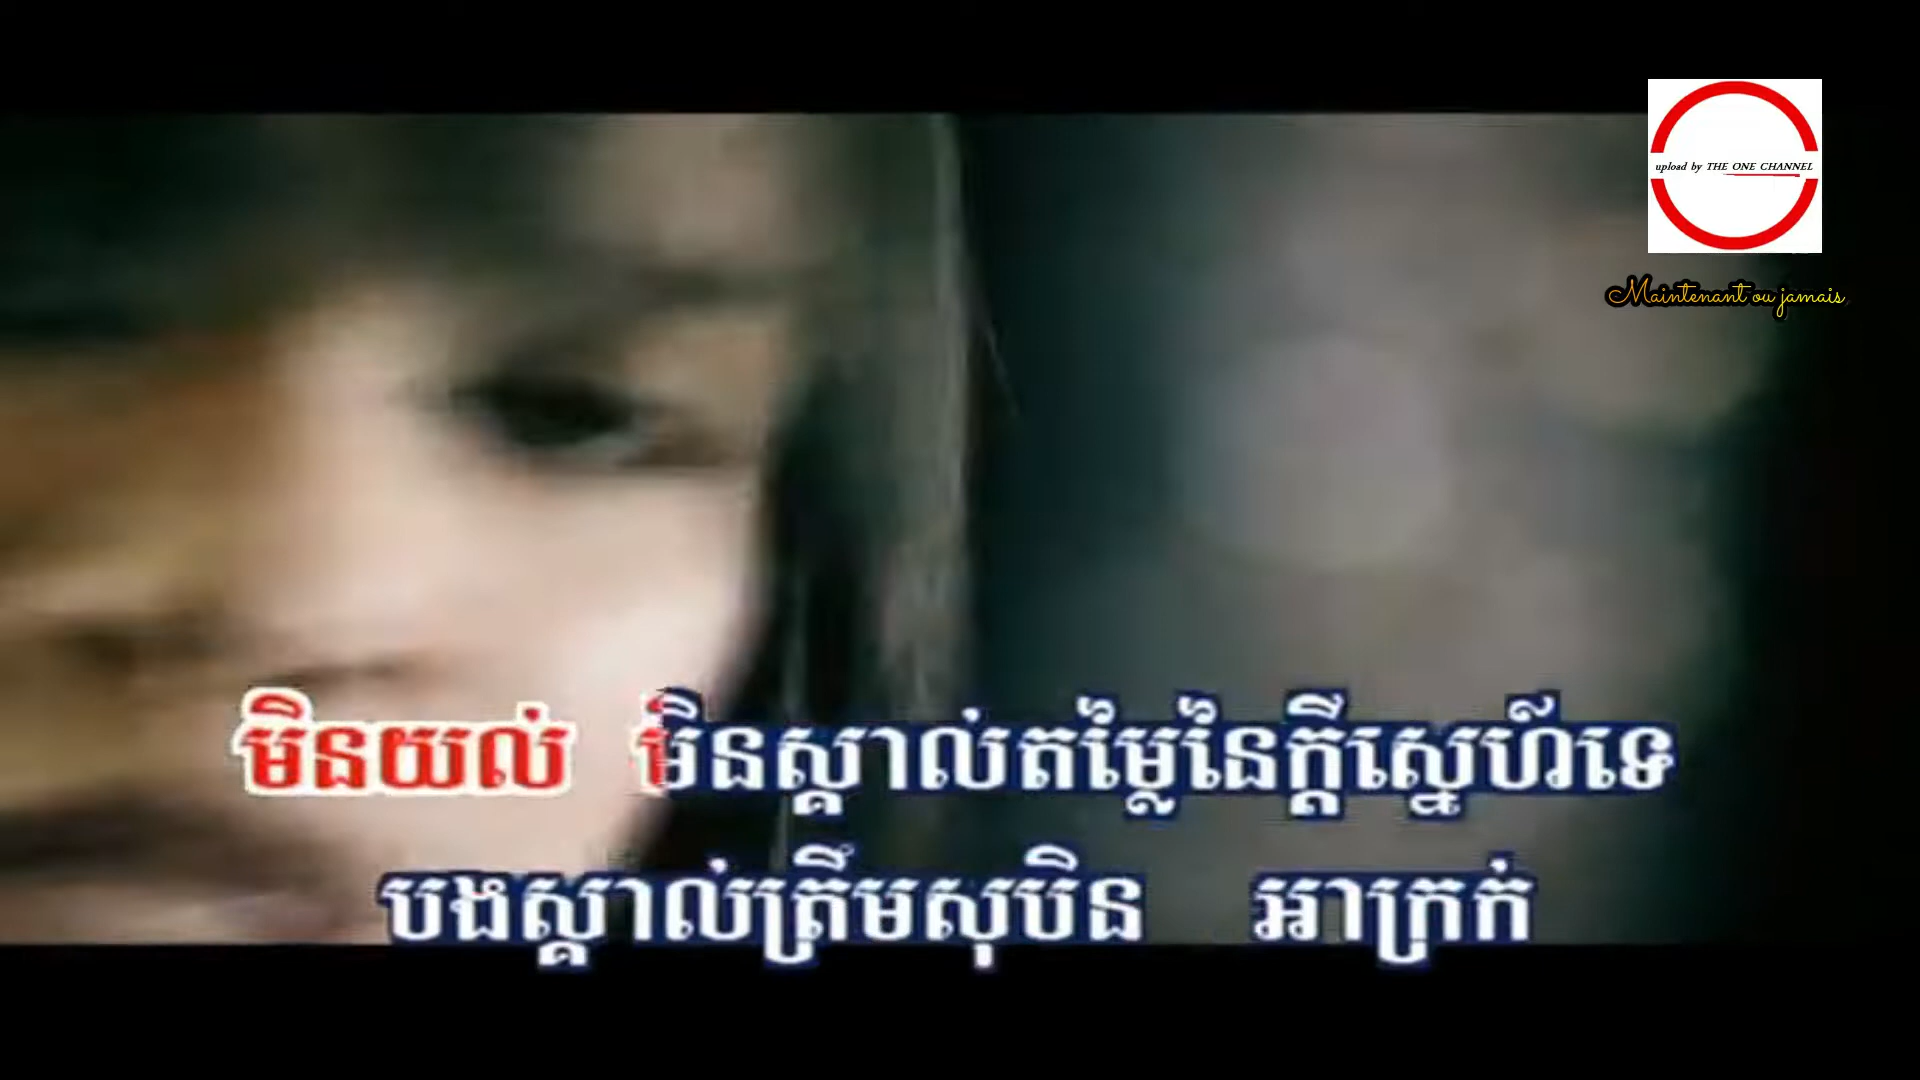 upload by THE ONE CHANNEL
Maintenant ou jamais
មិនយល់ មិនស្គាល់តម្លៃនៃក្ដីស្នេហ៍ទេ
បងស្គាល់ត្រឹមសុបិន អាក្រក់